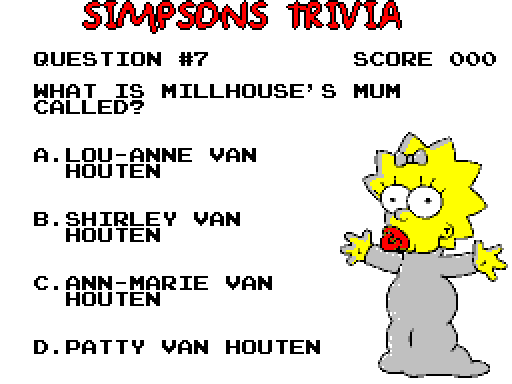 SIMPSONS TRIVIA
QUESTION #7 SCORE 000
WHAT IS MILLHOUSE'S MUM
CALLED?
A.LOU-ANNE VAN
HOUTEN
B.SHIRLEY VAN
HOUTEN
C.ANN-MARIE VAN
HOUTEN
D.PATTY VAN HOUTEN